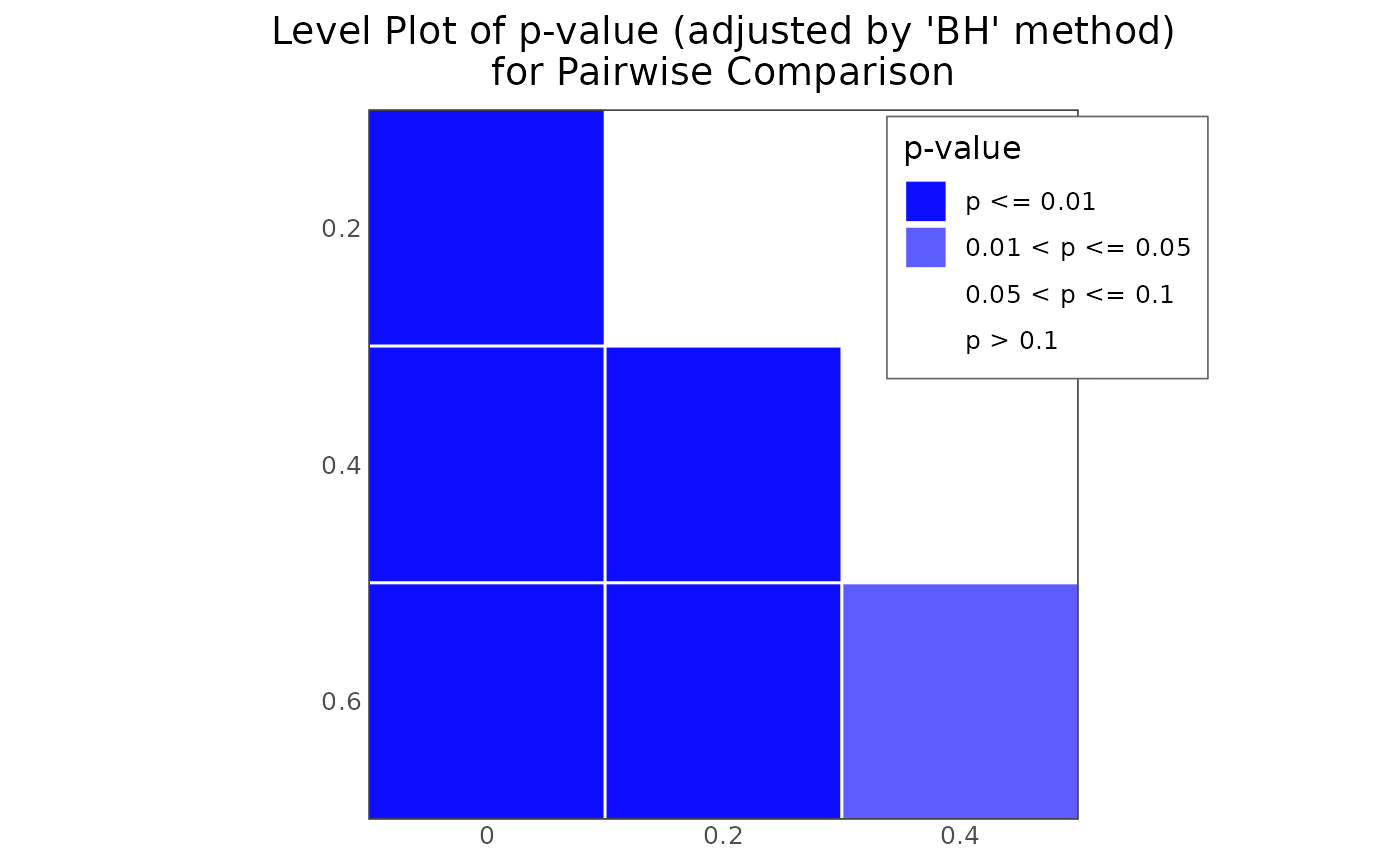 Level Plot of p-value (adjusted by 'BH' method)
for Pairwise Comparison
p-value
p <= 0.01
0.01 < p <= 0.05
0.05 < p <= 0.1
p > 0.1
0.2
0.4
0.6
0 0.2 0.4